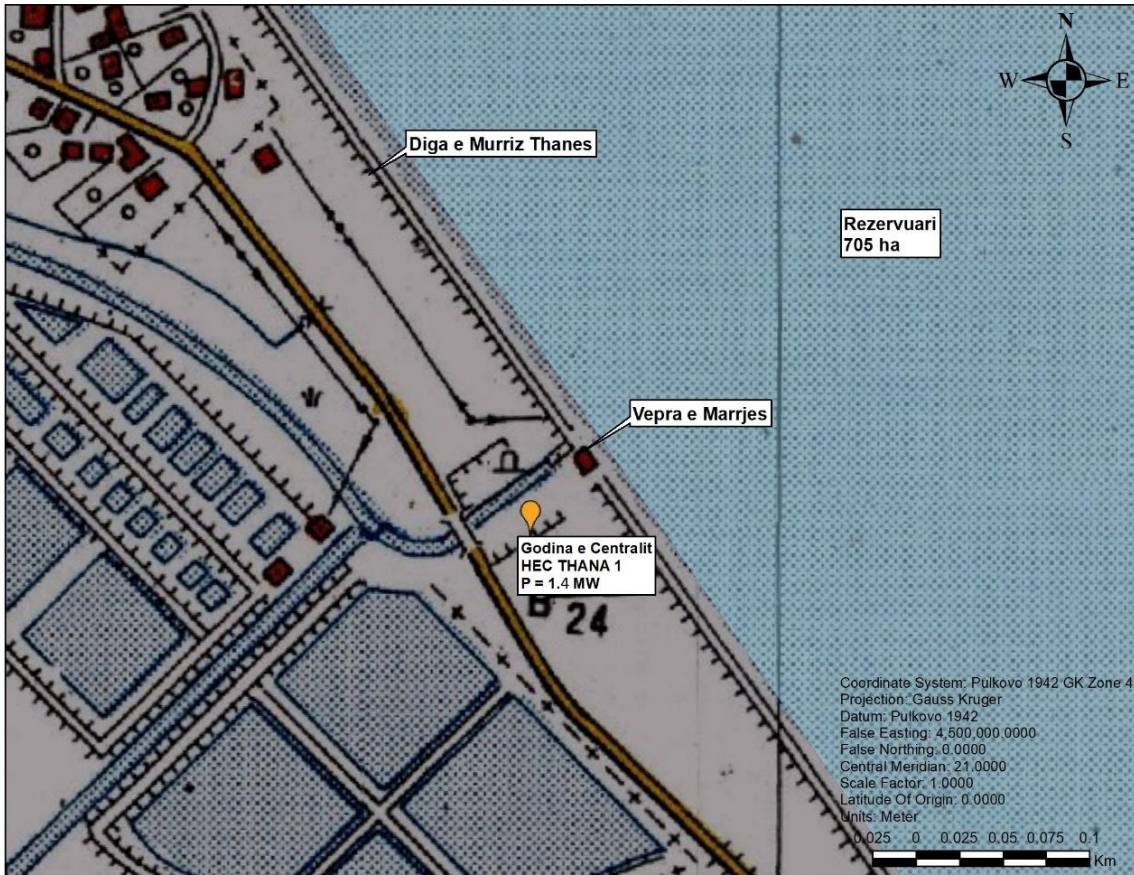 N
W E
S
Diga e Murriz Thanes
Rezervuari
705 ha
Vepra e Marrjes
Godina e Centralit
HEC THANA 1
P = 1.4 MW
24
Coordinate System: Pulkovo 1942 GK Zone 4
Projection: Gauss Kruger
Datum: Pulkovo 1942
False Easting: 4,500,000.0000
False Northing: 0.0000
Central Meridian: 21.0000
Scale Factor: 1.0000
Latitude Of Origin: 0.0000
Units: Meter
0.025 0 0.025 0.05 0.075 0.1
Km